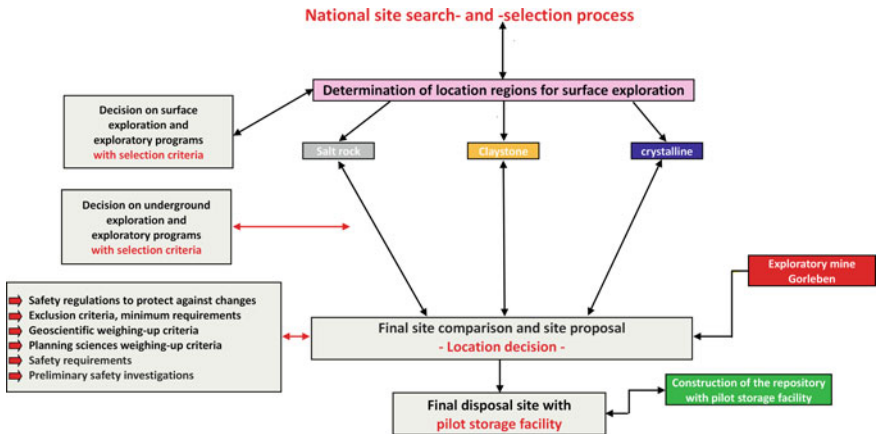 National site search- and -selection process
Determination of location regions for surface exploration
Decision on surface
exploration and
exploratory programs
with selection criteria
Salt rock
Claystone
crystalline
Decision on underground
exploration and
exploratory programs
with selection criteria
Exploratory mine
Gorleben
Safety regulations to protect against changes
Exclusion criteria, minimum requirements
Geoscientific weighing-up criteria
Planning sciences weighing-up criteria
Safety requirements
Preliminary safety investigations
Final site comparison and site proposal
- Location decision -
Construction of the repository
with pilot storage facility
Final disposal site with
pilot storage facility